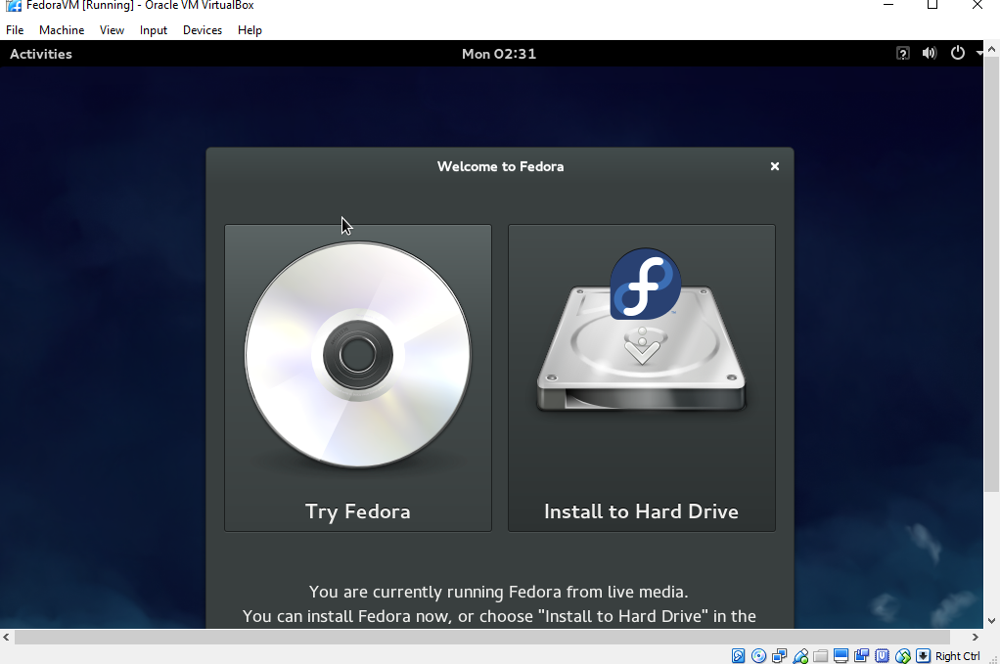 FedoraVM [Running] - Oracle VM VirtualBox
File Machine View Input Devices Help
Activities Mon 02:31
Welcome to Fedora
Try Fedora Install to Hard Drive
You are currently running Fedora from live media.
You can install Fedora now, or choose "Install to Hard Drive" in the
Right Ctrl